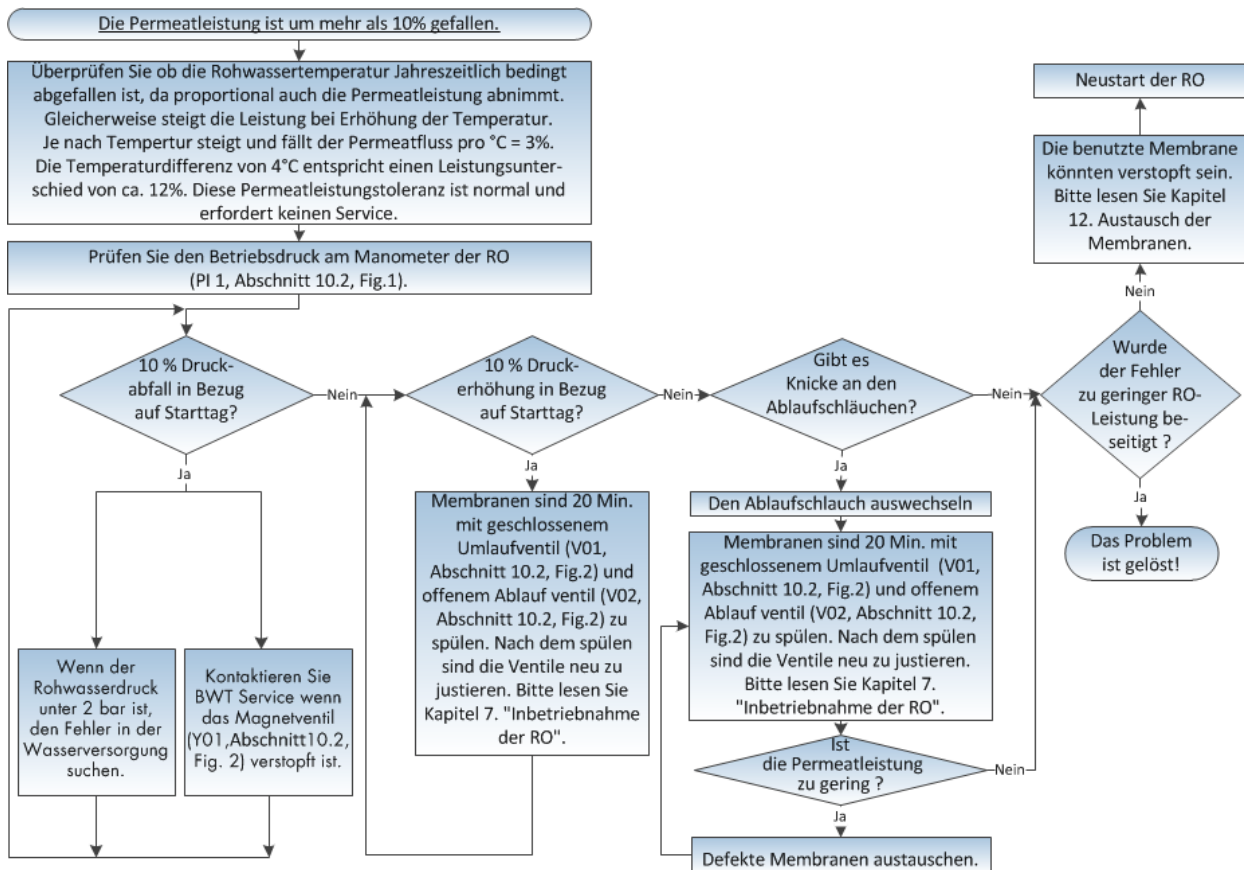 Die Permeatleistung ist um mehr als 10% gefallen.
Überprüfen Sie ob die Rohwassertemperatur Jahreszeitlich bedingt
abgefallen ist, da proportional auch die Permeatleistung abnimmt.
Gleicherweise steigt die Leistung bei Erhöhung der Temperatur.
Je nach Tempertur steigt und fällt der Permeatfluss pro °C = 3%.
Die Temperaturdifferenz von 4°C entspricht einen Leistungsunter-
schied von ca. 12%. Diese Permeatleistungstoleranz ist normal und
erfordert keinen Service.
Prüfen Sie den Betriebsdruck am Manometer der RO
(PI 1, Abschnitt 10.2, Fig.1).
10 % Druck-
abfall in Bezug
auf Starttag?
Nein
Ja
Wenn der
Rohwasserdruck
unter 2 bar ist,
den Fehler in der
Wasserversorgung
suchen.
Kontaktieren Sie
BWT Service wenn
das Magnetventil
(Y01,Abschnitt10.2,
Fig. 2) verstopft ist.
10 % Druck-
erhöhung in Bezug
auf Starttag?
Nein
Ja
Membranen sind 20 Min.
mit geschlossenem
Umlaufventil (V01,
Abschnitt 10.2, Fig.2) und
offenem Ablauf ventil (V02,
Abschnitt 10.2, Fig.2) zu
spülen. Nach dem spülen
sind die Ventile neu zu
justieren. Bitte lesen Sie
Kapitel 7. "Inbetriebnahme
der RO".
Gibt es
Knicke an den
Ablaufschläuchen?
Nein
Ja
Den Ablaufschlauch auswechseln
Membranen sind 20 Min. mit
geschlossenem Umlaufventil (V01,
Abschnitt 10.2, Fig.2) und offenem
Ablauf ventil (V02, Abschnitt 10.2,
Fig.2) zu spülen. Nach dem spülen
sind die Ventile neu zu justieren.
Bitte lesen Sie Kapitel 7.
"Inbetriebnahme der RO".
Ist
die Permeatleistung
zu gering ?
Nein
Ja
Defekte Membranen austauschen.
Wurde
der Fehler
zu geringer RO-
Leistung be-
seitigt ?
Nein
Die benutzte Membrane
könnten verstopft sein.
Bitte lesen Sie Kapitel
12. Austausch der
Membranen.
Neustart der RO
Ja
Das Problem
ist gelöst!